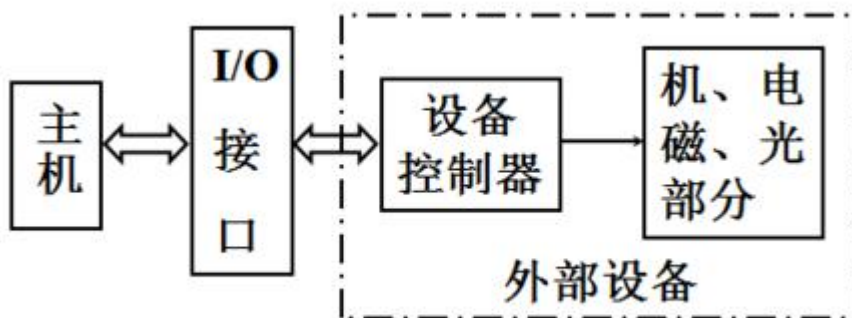 主
机
I/O
接
口
设备
控制器
机、电
磁、光
部分
外部设备